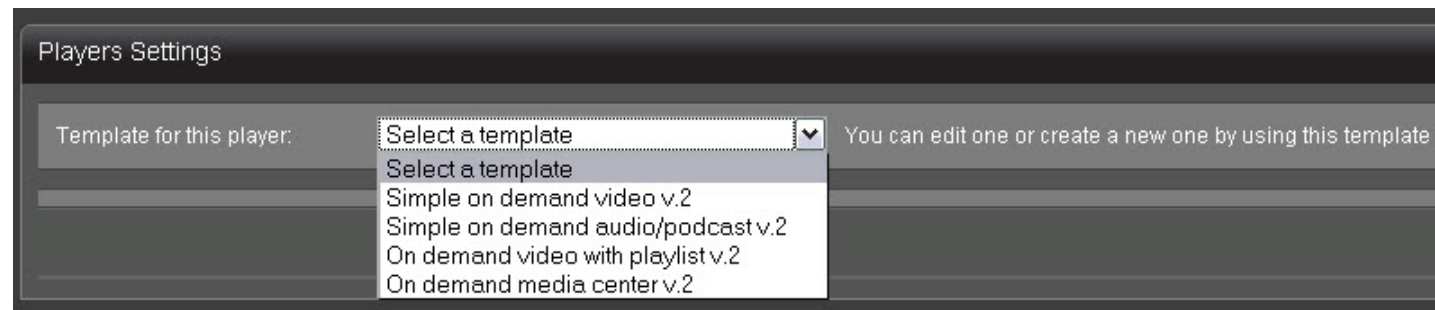 Players Settings
Template for this player: Select a template You can edit one or create a new one by using this template
Select a template
Simple on demand video v.2
Simple on demand audio/podcast v.2
On demand video with playlist v.2
On demand media center v.2